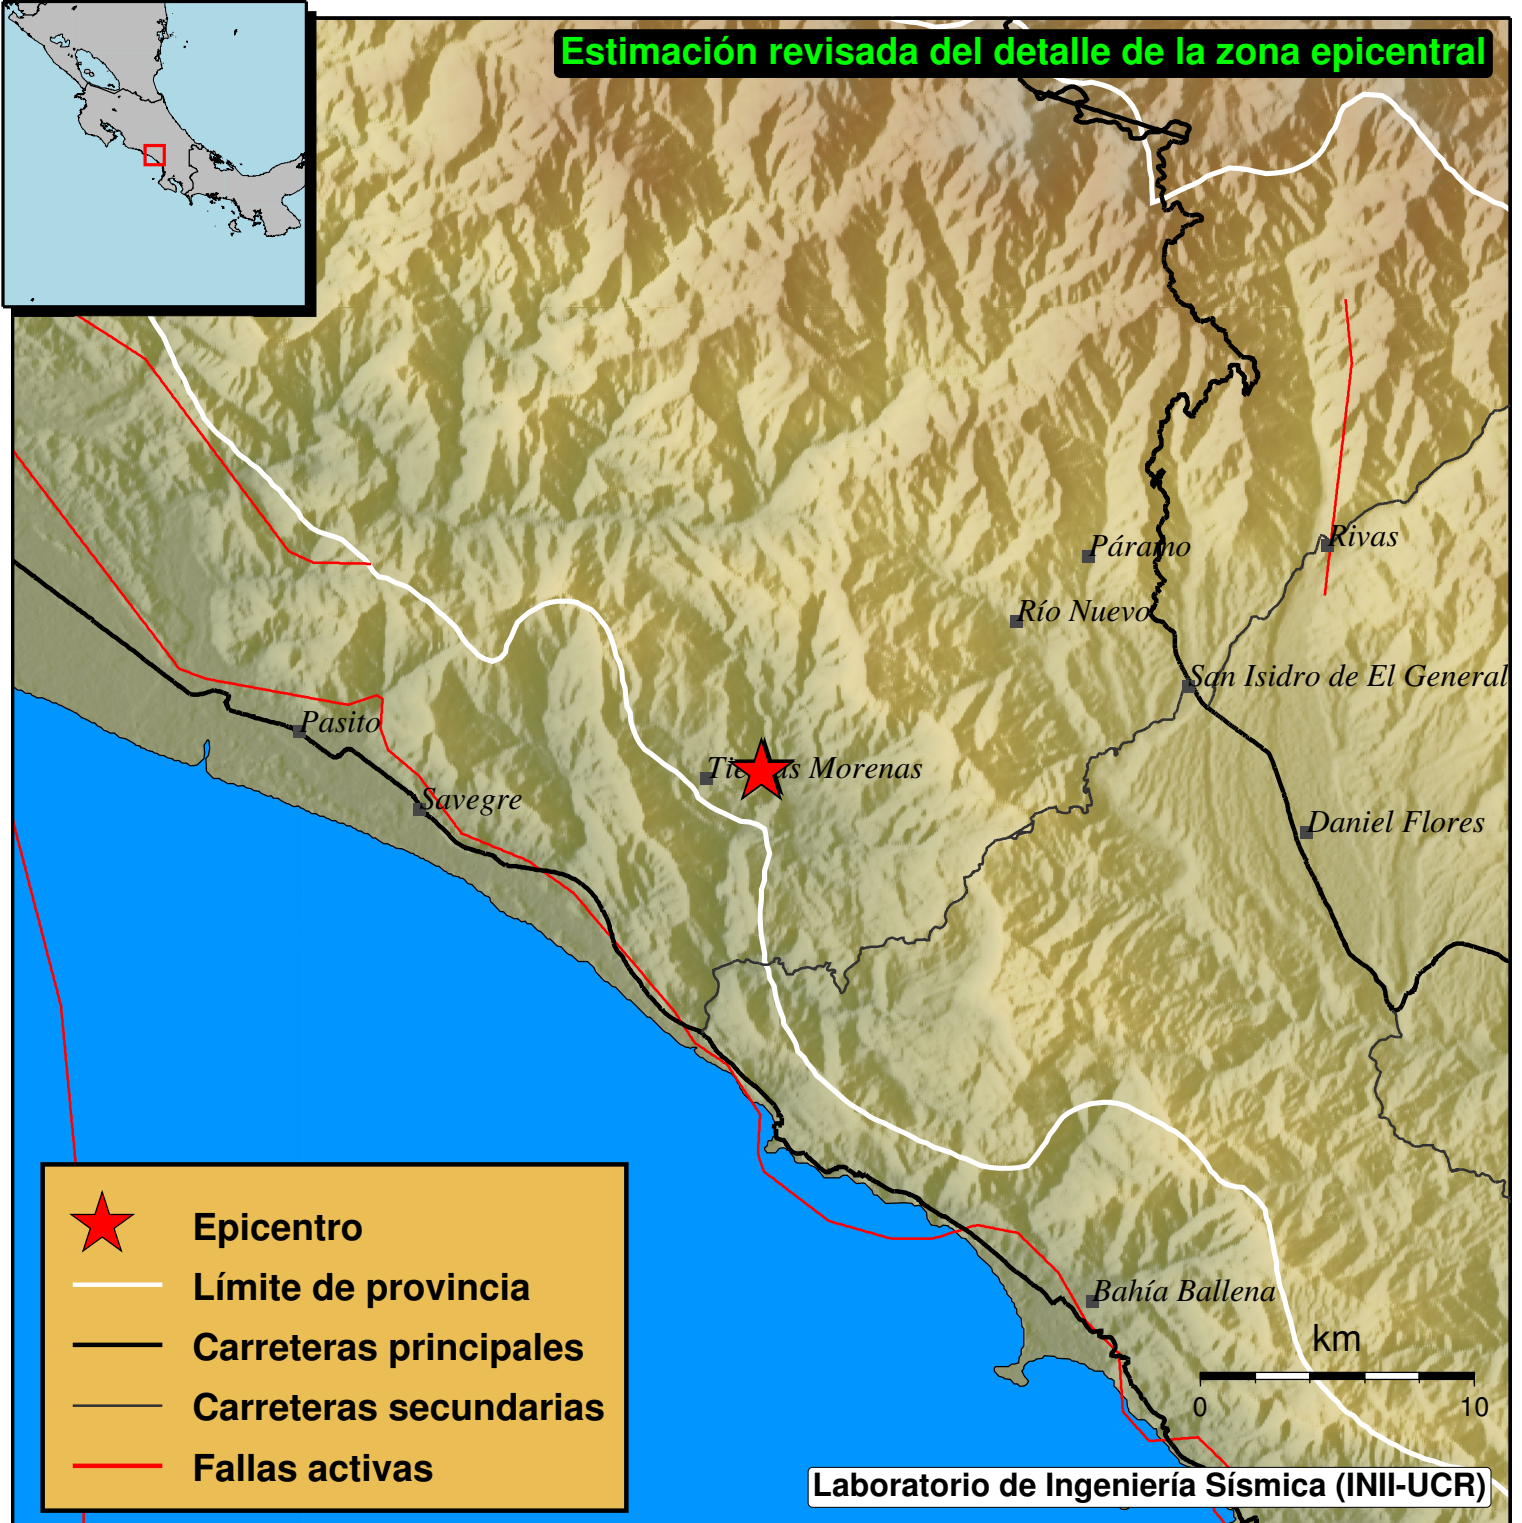 Estimación revisada del detalle de la zona epicentral
Páramo
Rivas
Río Nuevo
San Isidro de El General
Pasito
Tierras Morenas
Savegre
Daniel Flores
Bahía Ballena
Epicentro
Límite de provincia
Carreteras principales
Carreteras secundarias
Fallas activas
km
0 10
Laboratorio de Ingeniería Sísmica (INII-UCR)